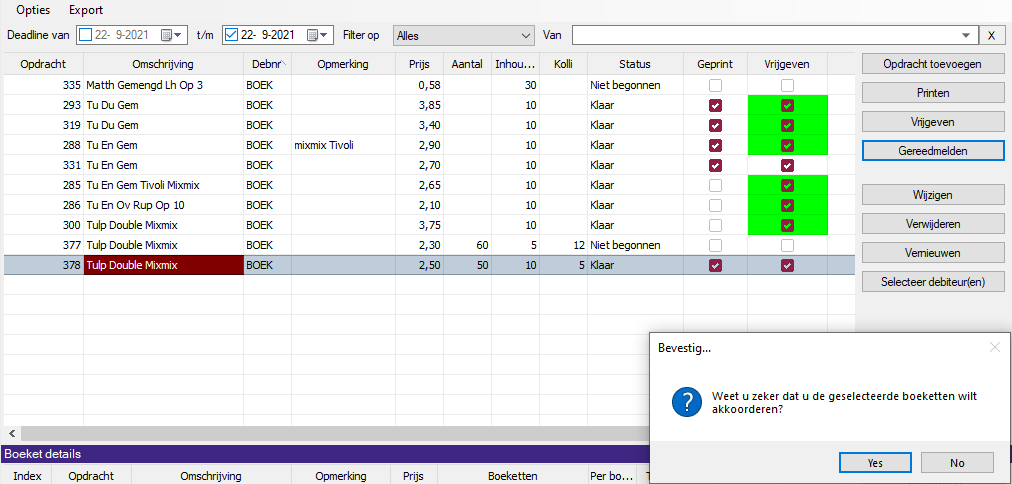 Opties Export
Deadline van 22- 9-2021 t/m 22- 9-2021 Filter op Alles Van X
Opdracht Omschrijving Debnr Opmerking Prijs Aantal Inhou... Kolli Status Geprint Vrijgeven
335 Matth Gemengd Lh Op 3 BOEK 0,58 30 Niet begonnen
293 Tu Du Gem BOEK 3,85 10 Klaar
319 Tu Du Gem BOEK 3,40 10 Klaar
288 Tu En Gem BOEK mixmix Tivoli 2,90 10 Klaar
331 Tu En Gem BOEK 2,70 10 Klaar
285 Tu En Gem Tivoli Mixmix BOEK 2,65 10 Klaar
286 Tu En Ov Rup Op 10 BOEK 2,10 10 Klaar
300 Tulp Double Mixmix BOEK 3,75 10 Klaar
377 Tulp Double Mixmix BOEK 2,30 60 5 12 Niet begonnen
378 Tulp Double Mixmix BOEK 2,50 50 10 5 Klaar
Opdracht toevoegen
Printen
Vrijgeven
Gereedmelden
Wijzigen
Verwijderen
Vernieuwen
Selecteer debiteur(en)
Bevestig...
Weet u zeker dat u de geselecteerde boeketten wilt
akkoorderen?
Yes No
Boeket details
Index Opdracht Omschrijving Opmerking Prijs Boeketten Per bo...